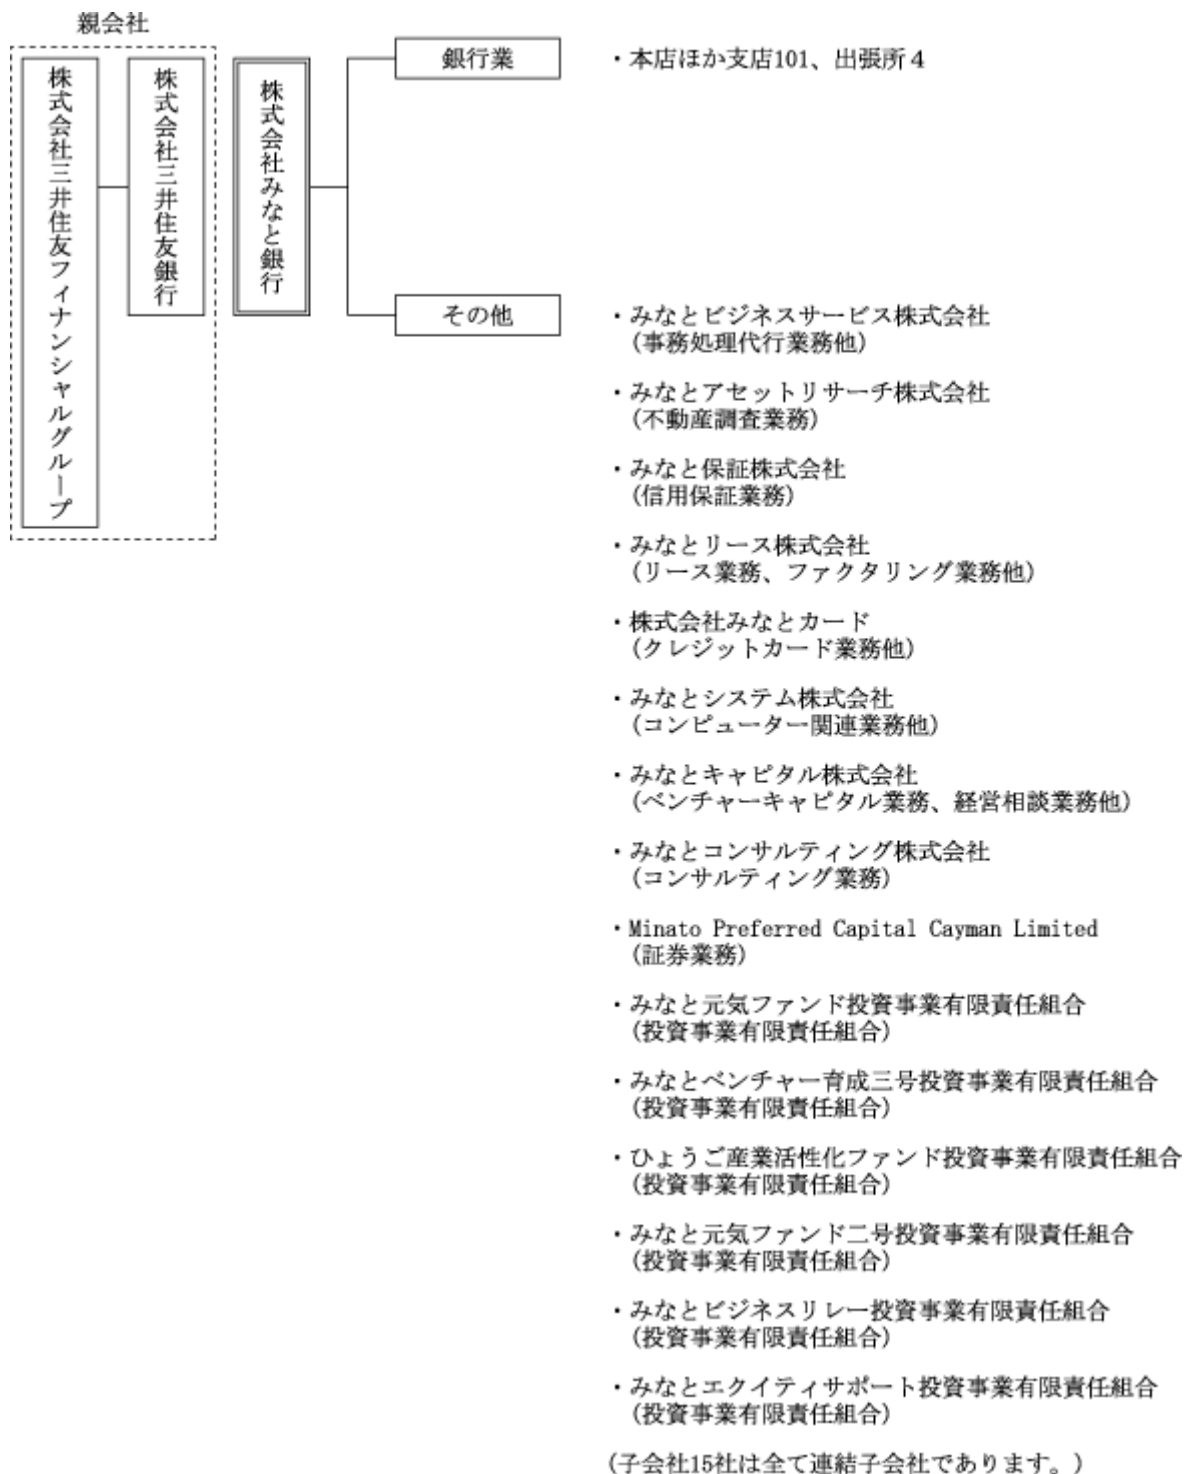 親会社
株式会社三井住友フィナンシャルグループ
株式会社三井住友銀行
株式会社みなと銀行
銀行業
・本店ほか支店101、出張所４
その他
・みなとビジネスサービス株式会社
(事務処理代行業務他)
・みなとアセットリサーチ株式会社
(不動産調査業務)
・みなと保証株式会社
(信用保証業務)
・みなとリース株式会社
(リース業務、ファクタリング業務他)
・株式会社みなとカード
(クレジットカード業務他)
・みなとシステム株式会社
(コンピューター関連業務他)
・みなとキャピタル株式会社
(ベンチャーキャピタル業務、経営相談業務他)
・みなとコンサルティング株式会社
(コンサルティング業務)
・Minato Preferred Capital Cayman Limited
(証券業務)
・みなと元気ファンド投資事業有限責任組合
(投資事業有限責任組合)
・みなとベンチャー育成三号投資事業有限責任組合
(投資事業有限責任組合)
・ひょうご産業活性化ファンド投資事業有限責任組合
(投資事業有限責任組合)
・みなと元気ファンド二号投資事業有限責任組合
(投資事業有限責任組合)
・みなとビジネスリレー投資事業有限責任組合
(投資事業有限責任組合)
・みなとエクイティサポート投資事業有限責任組合
(投資事業有限責任組合)
(子会社15社は全て連結子会社であります。)